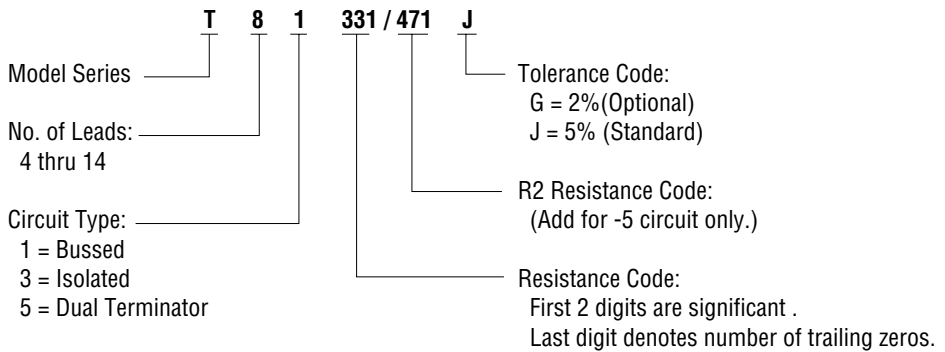 T 8 1 331 / 471 J
Model Series
No. of Leads:
4 thru 14
Circuit Type:
1 = Bussed
3 = Isolated
5 = Dual Terminator
Tolerance Code:
G = 2%(Optional)
J = 5% (Standard)
R2 Resistance Code:
(Add for -5 circuit only.)
Resistance Code:
First 2 digits are significant .
Last digit denotes number of trailing zeros.